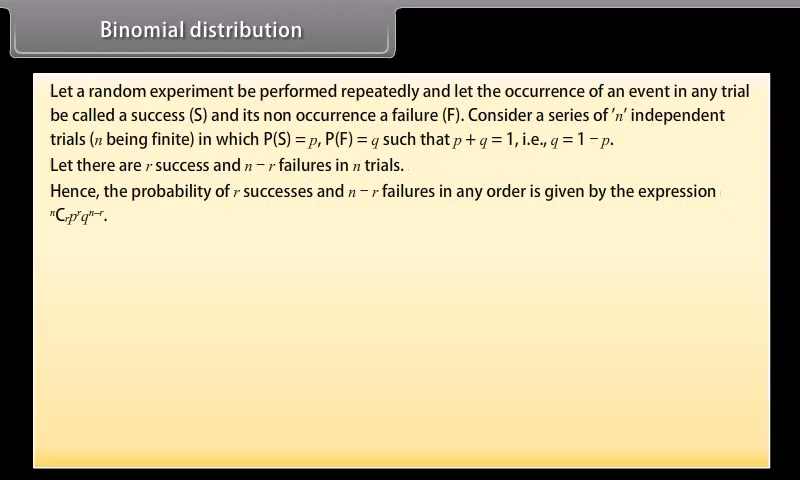 Binomial distribution
Let a random experiment be performed repeatedly and let the occurrence of an event in any trial
be called a success (S) and its non occurrence a failure (F). Consider a series of 'n' independent
trials (n being finite) in which P(S) = p, P(F) = q such that p + q = 1, i.e., q = 1 − p.
Let there are r success and n − r failures in n trials.
Hence, the probability of r successes and n − r failures in any order is given by the expression
ⁿCᵣpʳqⁿ⁻ʳ.